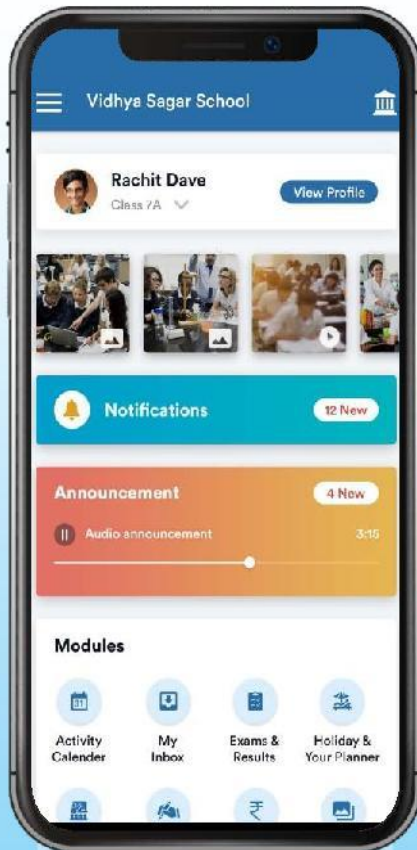 Vidhya Sagar School
Rachit Dave
Class 7A
View Profile
Notifications
12 New
Announcement
4 New
Audio announcement
3:15
Modules
Activity
Calender
My
Inbox
Exams &
Results
Holiday &
Your Planner